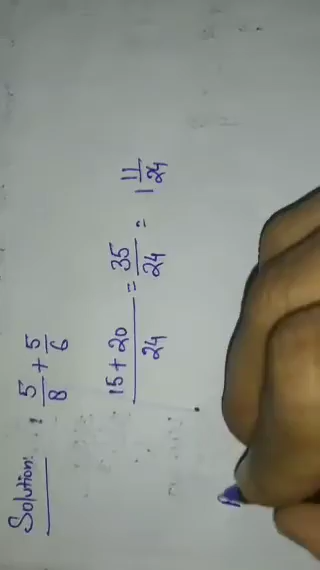 Solution:
: 5/8 + 5/6
15+20/24 = 35/24 = 1 11/24